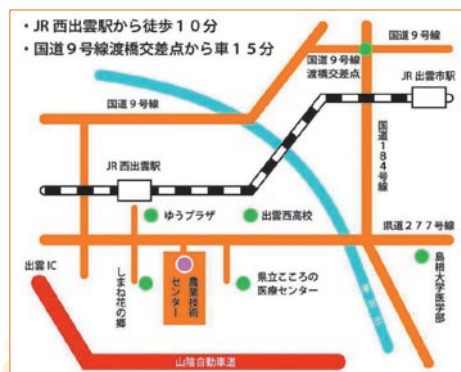 ・JR西出雲駅から徒歩１０分
・国道９号線渡橋交差点から車１５分
国道９号線
国道９号線
渡橋交差点
JR出雲市駅
国道９号線
国道１８４号線
JR西出雲駅
ゆうプラザ
出雲西高校
県道２７７号線
出雲IC
しまね花の郷
農業技術
センター
県立こころの
医療センター
島根大学医学部
山陰自動車道